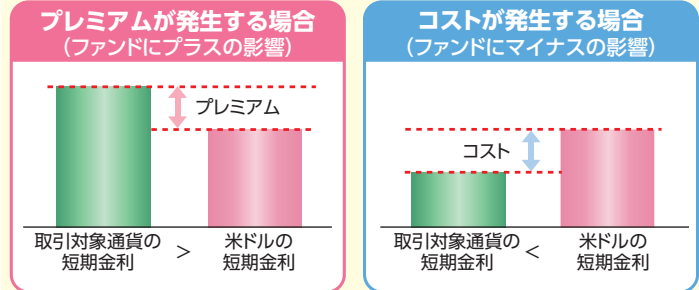 プレミアムが発生する場合
（ファンドにプラスの影響）
プレミアム
取引対象通貨の
短期金利
>
米ドルの
短期金利
コストが発生する場合
（ファンドにマイナスの影響）
コスト
取引対象通貨の
短期金利
<
米ドルの
短期金利